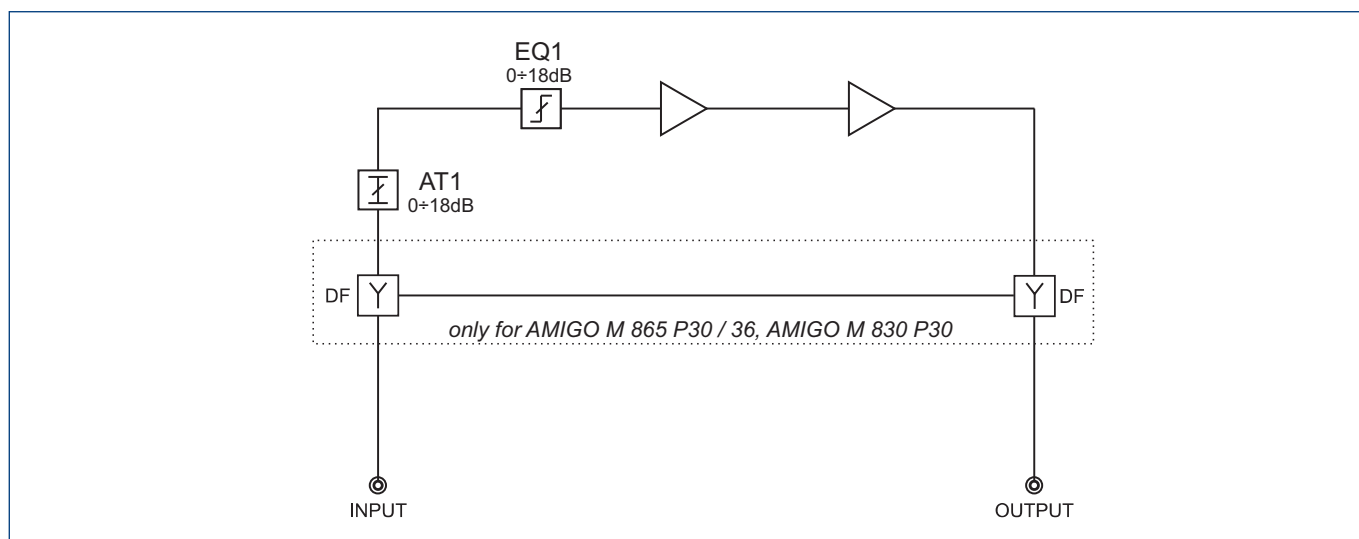 EQ1
0÷18dB
AT1
0÷18dB
DF
DF
only for AMIGO M 865 P30 / 36, AMIGO M 830 P30
INPUT
OUTPUT